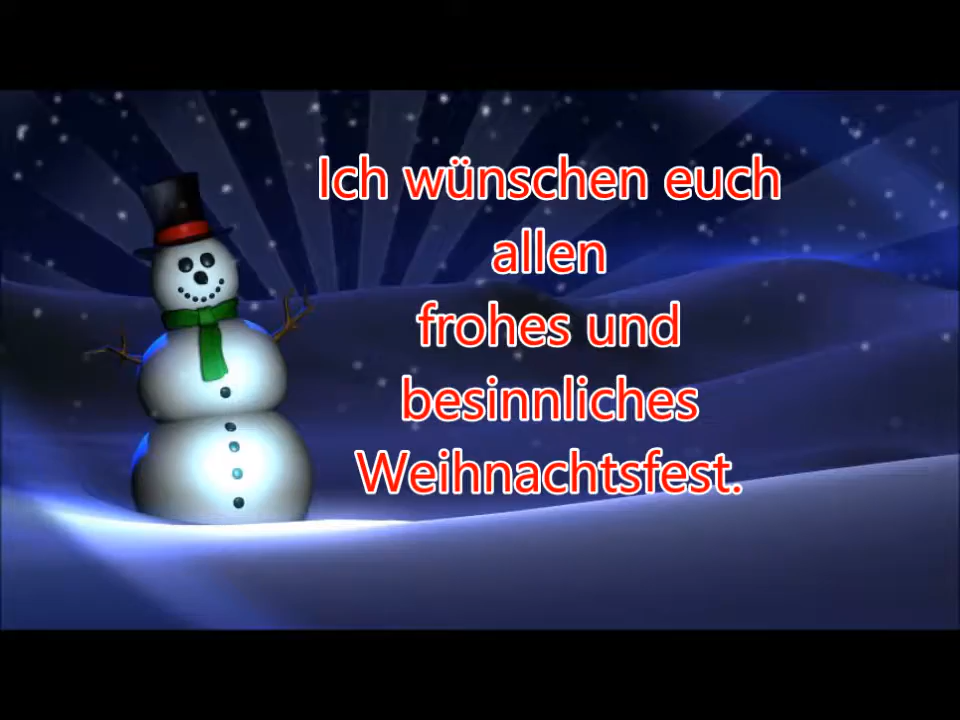 Ich wünschen euch
allen
frohes und
besinnliches
Weihnachtsfest.